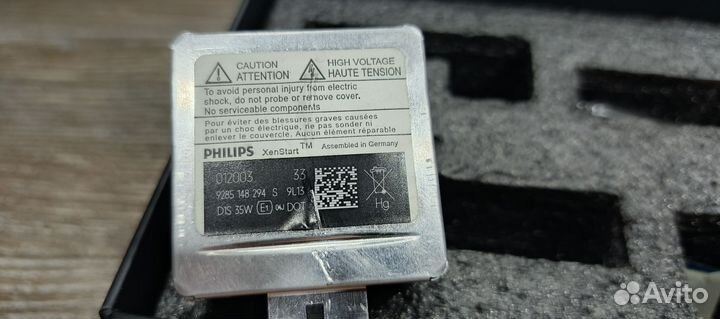 CAUTION
ATTENTION
HIGH VOLTAGE
HAUTE TENSION
To avoid personal injury from electric
shock, do not probe or remove cover.
No serviceable components
Pour éviter des blessures graves causées
par un choc électrique, ne pas sonder ni
enlever le couvercle. Aucun élément réparable
PHILIPS XenStart™ Assembled in Germany
012003 33
9285 148 294 S 9L13
D1S 35W E1 DOT
Hg
Avito